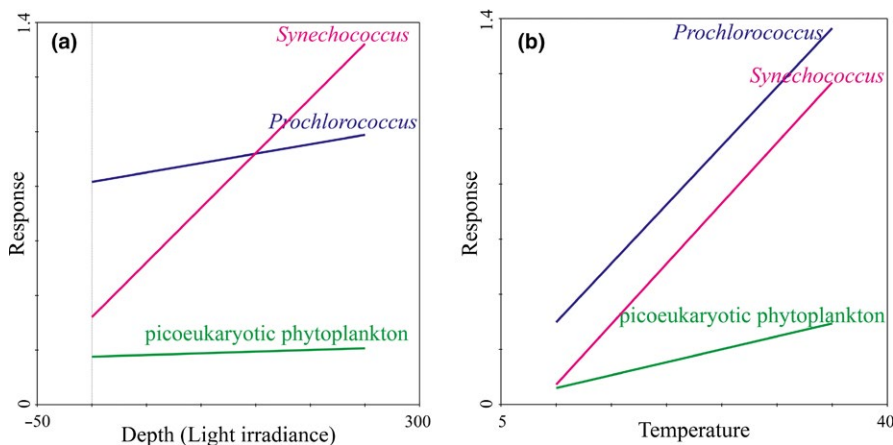 1.4
(a)
Synechococcus
Prochlorococcus
Response
picoeukaryotic phytoplankton
0
–50
300
Depth (Light irradiance)
1.4
(b)
Prochlorococcus
Synechococcus
Response
picoeukaryotic phytoplankton
0
5
40
Temperature